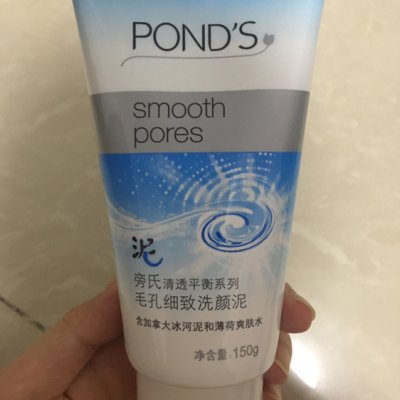 POND'S
smooth
pores
泥
旁氏清透平衡系列
毛孔细致洗颜泥
含加拿大冰河泥和薄荷爽肤水
净含量:150g